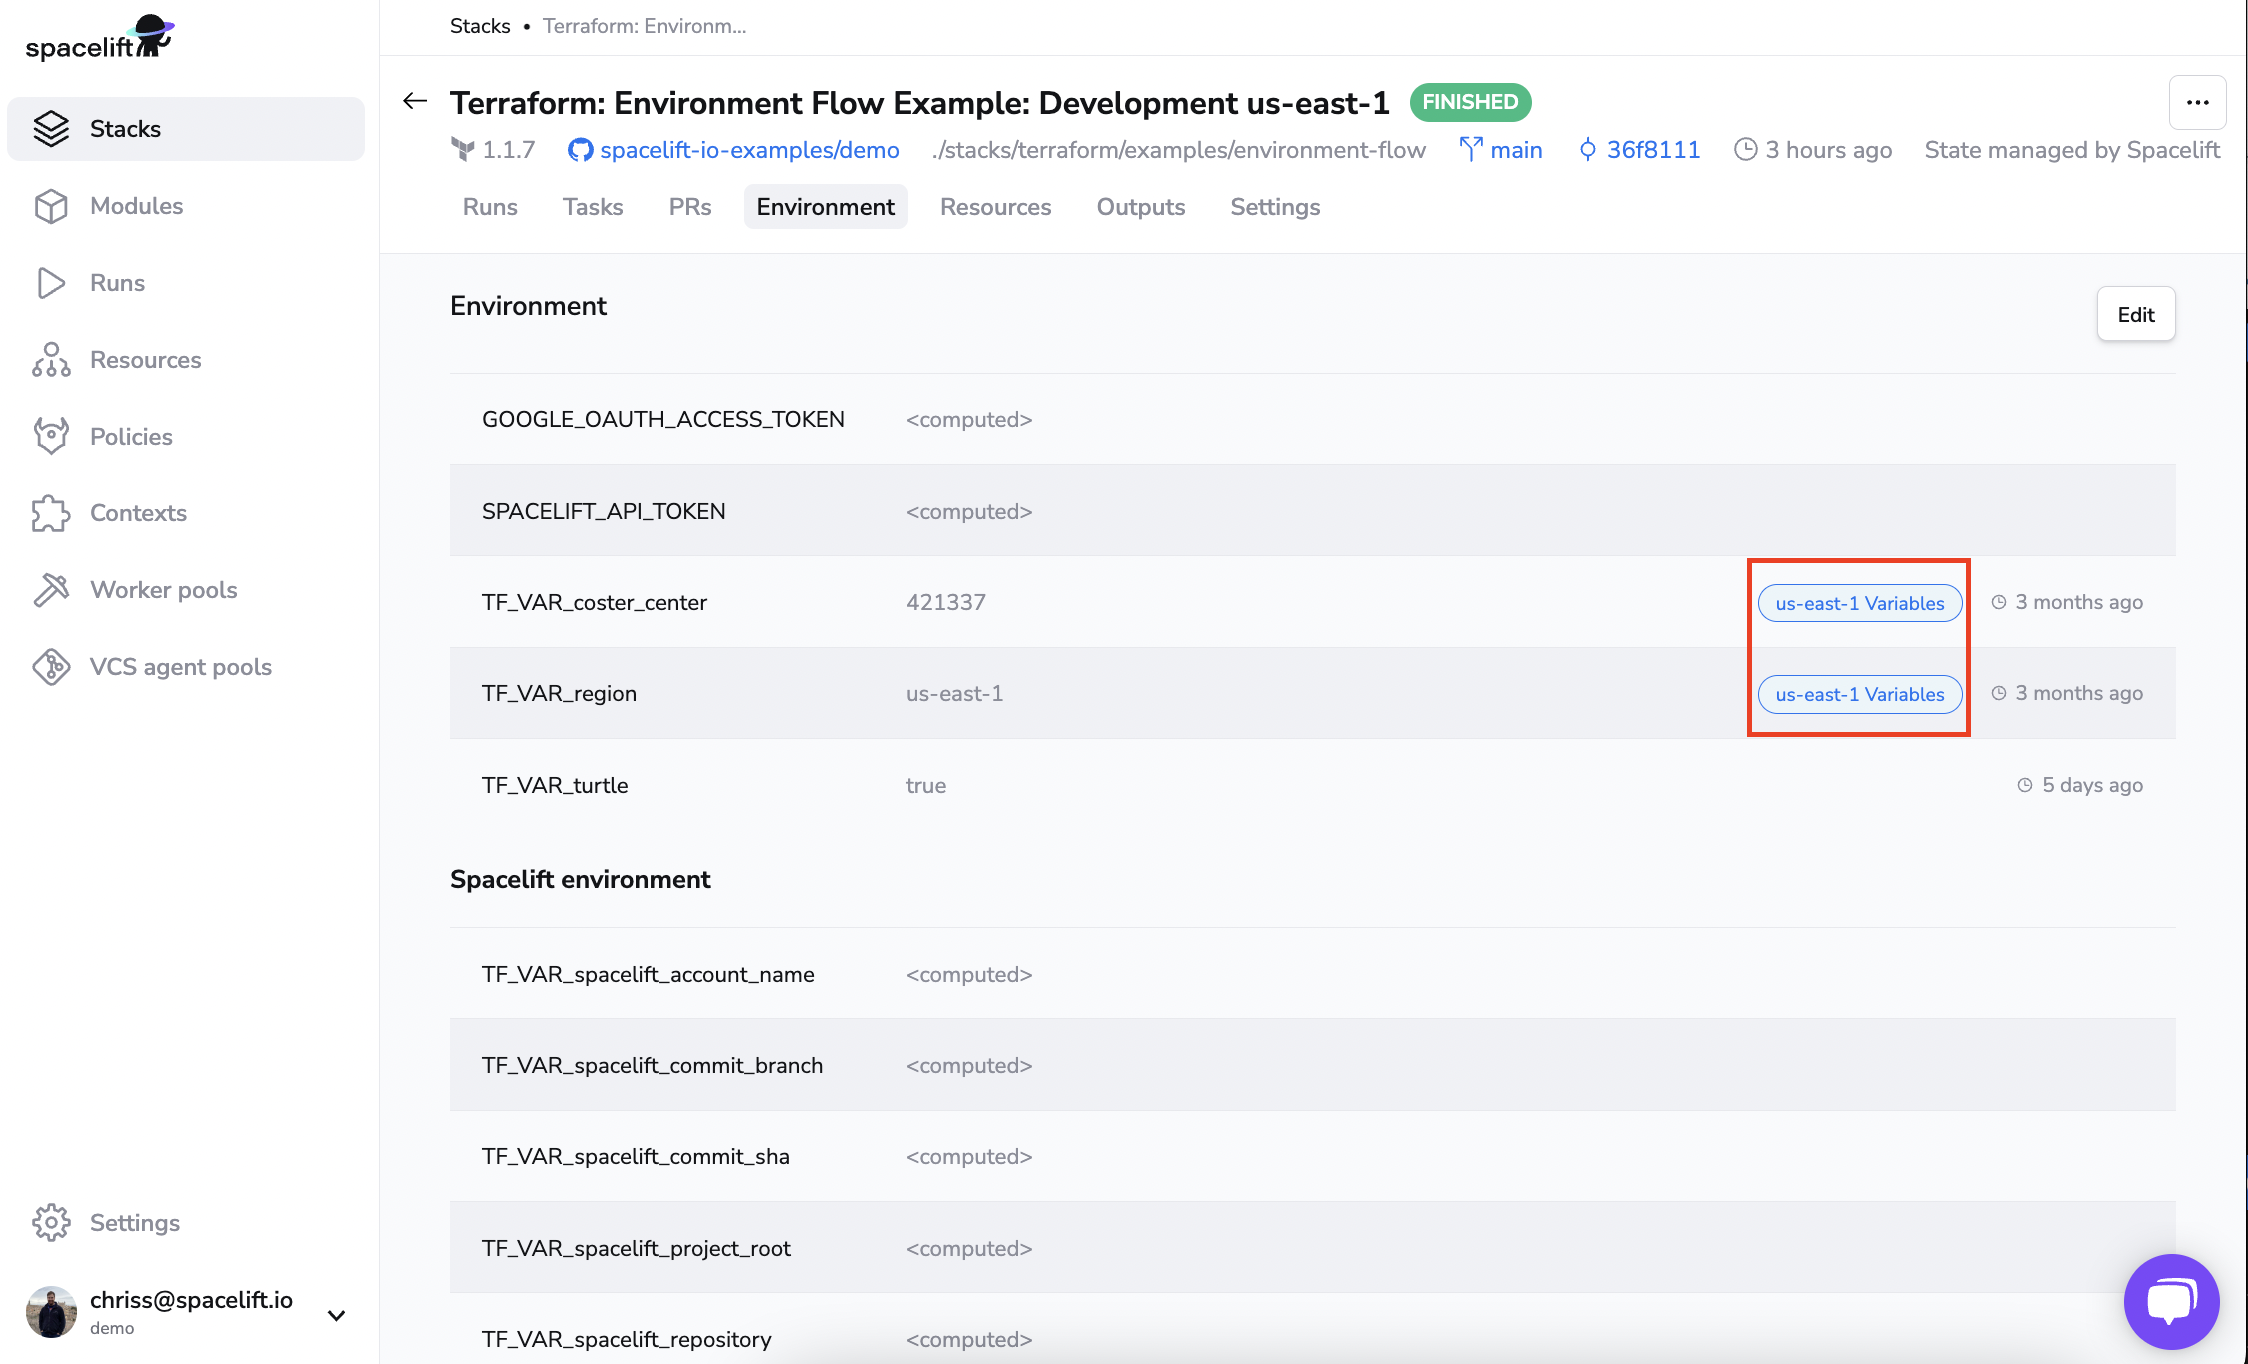 spacelift
Stacks
Modules
Runs
Resources
Policies
Contexts
Worker pools
VCS agent pools
Settings
chriss@spacelift.io
demo
Stacks • Terraform: Environm...
Terraform: Environment Flow Example: Development us-east-1 FINISHED
1.1.7 spacelift-io-examples/demo ./stacks/terraform/examples/environment-flow main 36f8111 3 hours ago State managed by Spacelift
Runs Tasks PRs Environment Resources Outputs Settings
Environment Edit
GOOGLE_OAUTH_ACCESS_TOKEN <computed>
SPACELIFT_API_TOKEN <computed>
TF_VAR_coster_center 421337 us-east-1 Variables 3 months ago
TF_VAR_region us-east-1 us-east-1 Variables 3 months ago
TF_VAR_turtle true 5 days ago
Spacelift environment
TF_VAR_spacelift_account_name <computed>
TF_VAR_spacelift_commit_branch <computed>
TF_VAR_spacelift_commit_sha <computed>
TF_VAR_spacelift_project_root <computed>
TF_VAR_spacelift_repository <computed>